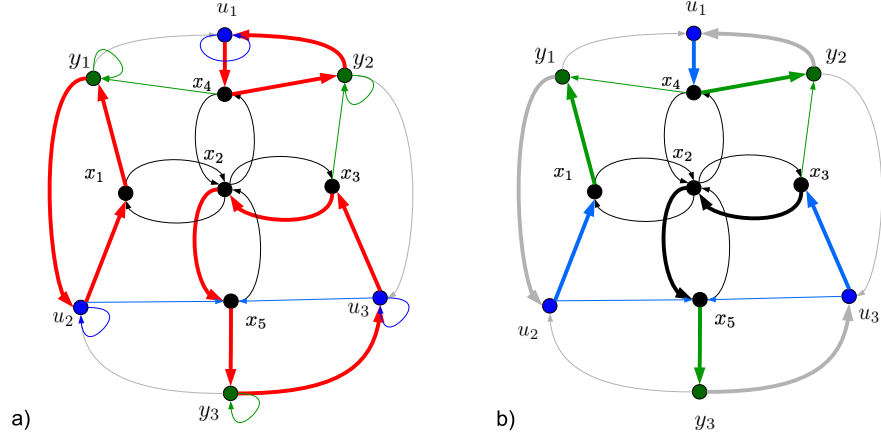 u₁
y₁
y₂
x₄
x₂
x₁
x₃
u₂
x₅
u₃
y₃
a)
u₁
y₁
y₂
x₄
x₂
x₁
x₃
u₂
x₅
u₃
y₃
b)